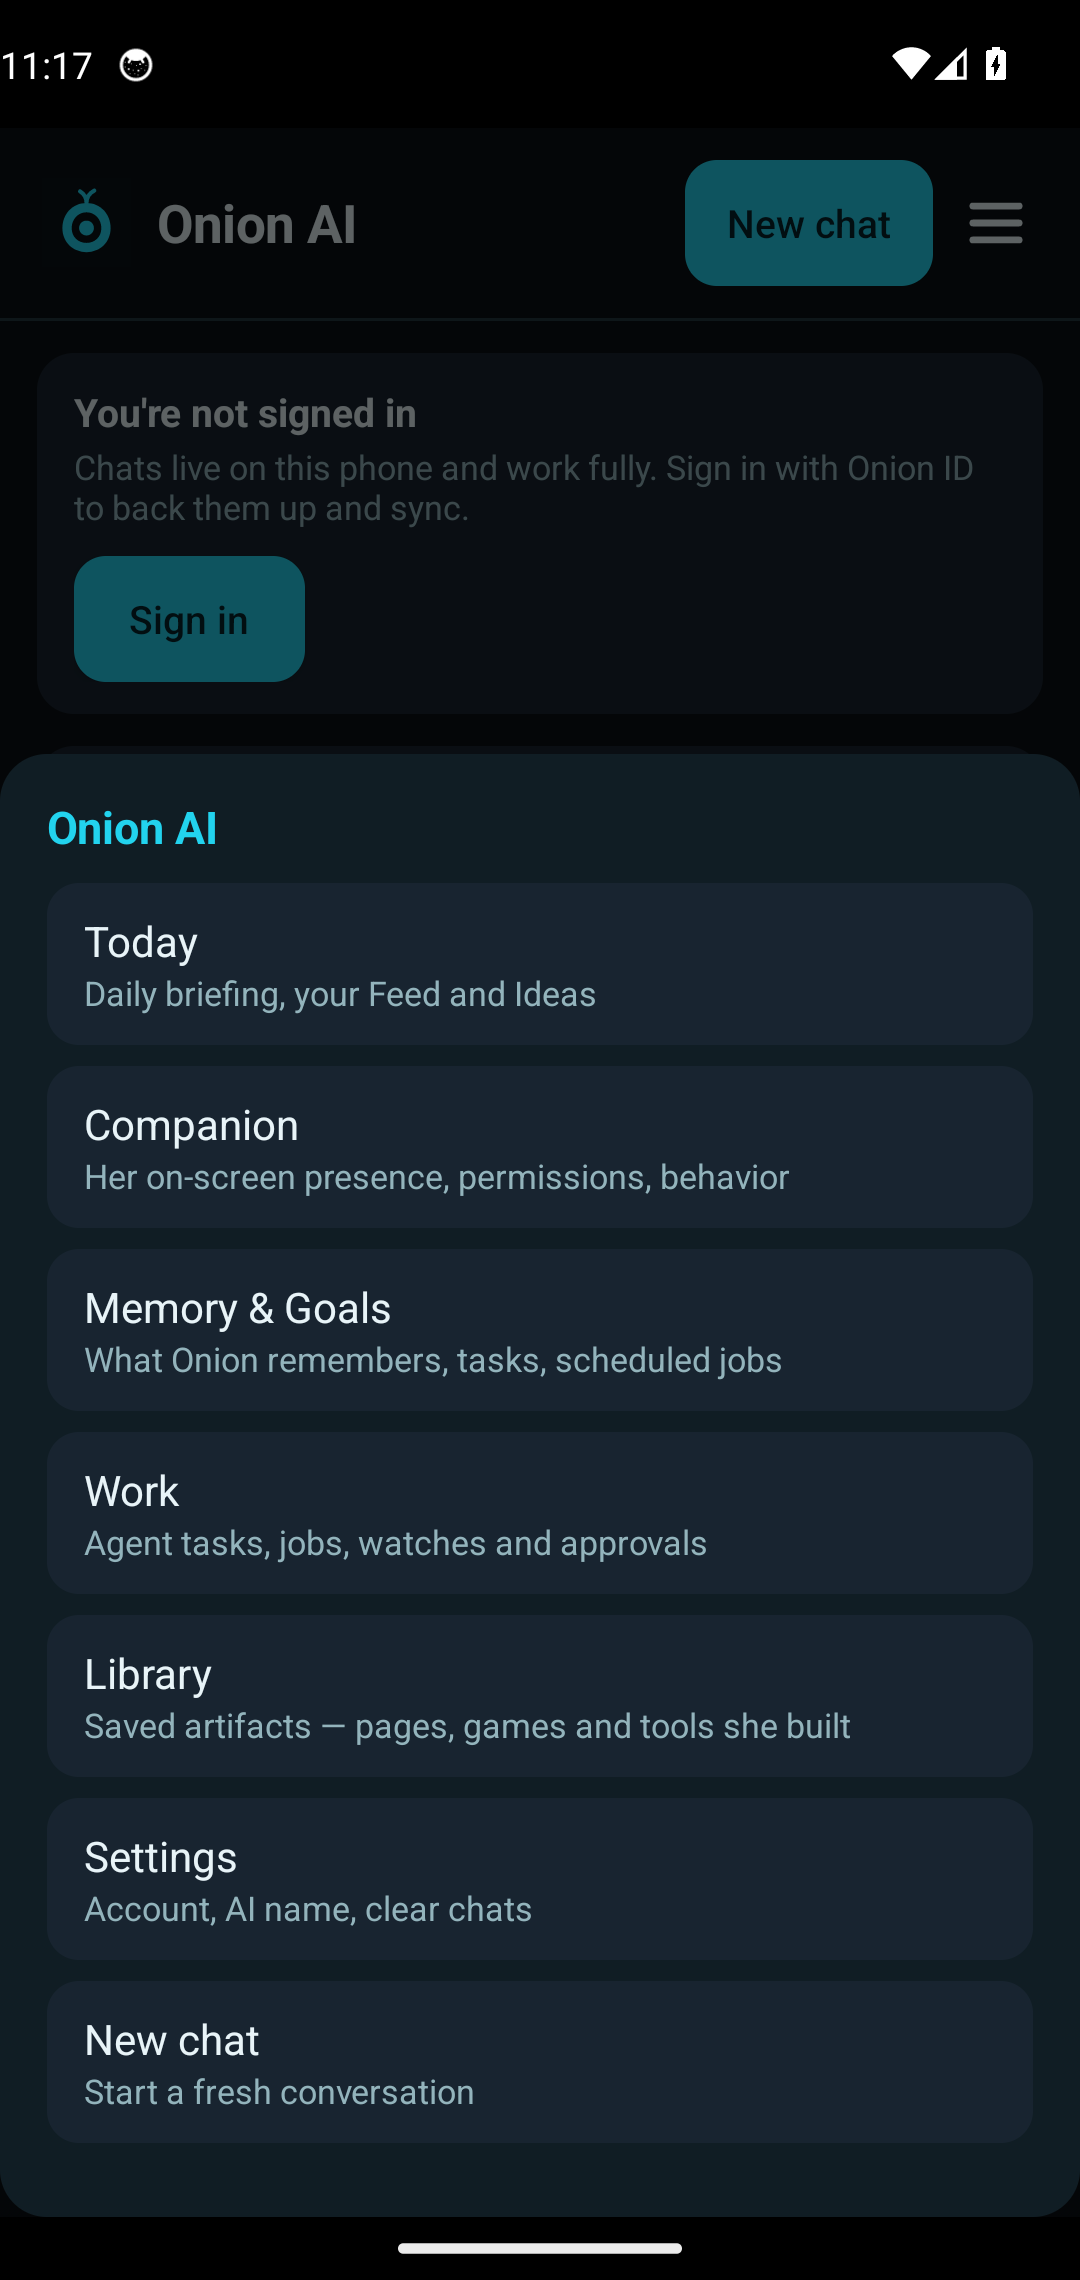 11:17
Onion AI
New chat
You're not signed in
Chats live on this phone and work fully. Sign in with Onion ID
to back them up and sync.
Sign in
Onion AI
Today
Daily briefing, your Feed and Ideas
Companion
Her on-screen presence, permissions, behavior
Memory & Goals
What Onion remembers, tasks, scheduled jobs
Work
Agent tasks, jobs, watches and approvals
Library
Saved artifacts — pages, games and tools she built
Settings
Account, AI name, clear chats
New chat
Start a fresh conversation